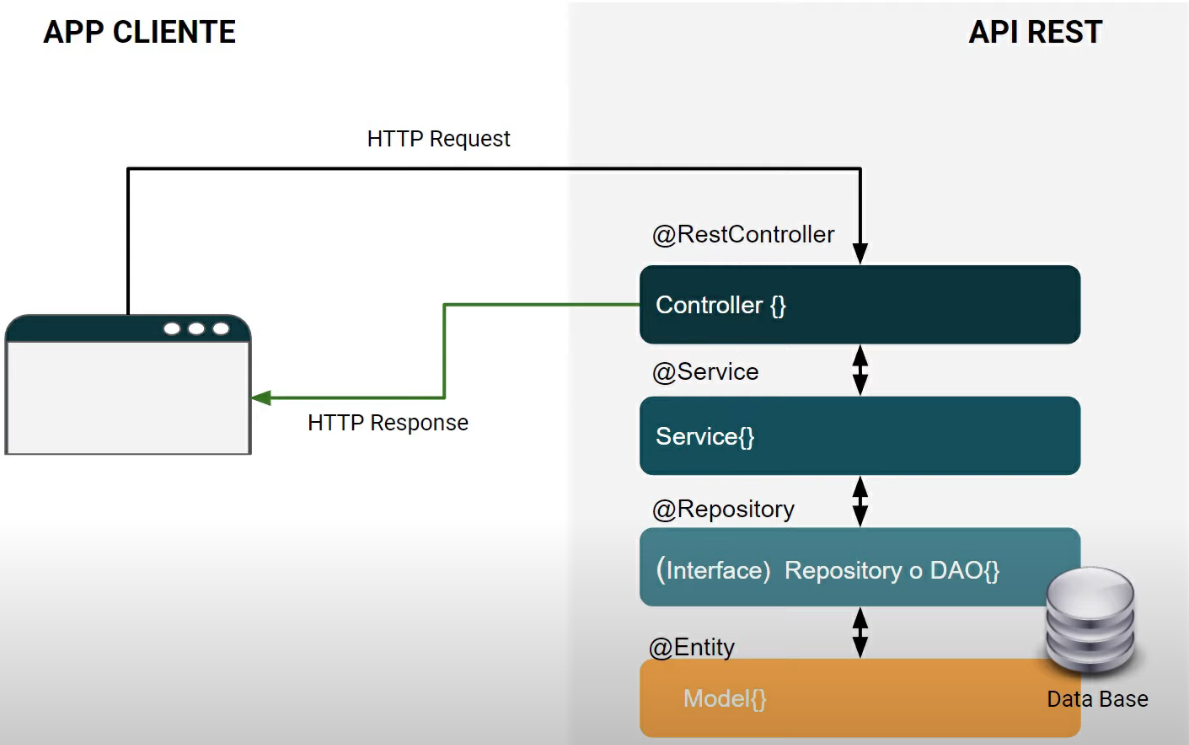 APP CLIENTE
API REST
HTTP Request
@RestController
Controller {}
@Service
HTTP Response
Service{}
@Repository
(Interface)  Repository o DAO{}
@Entity
Model{}
Data Base